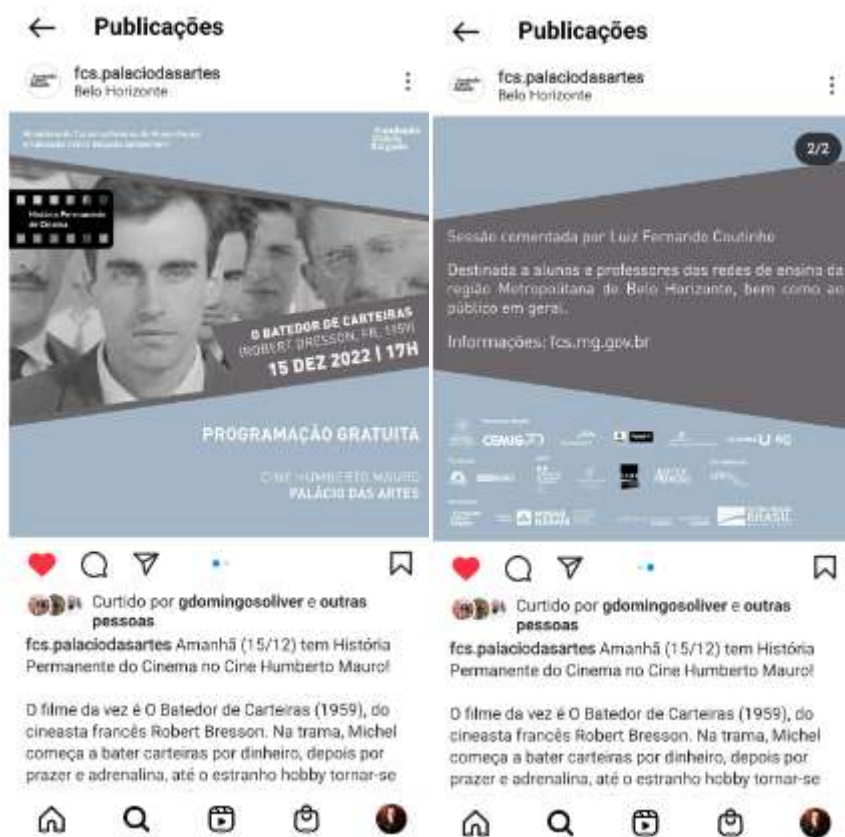 Publicações
fcs.palaciodasartes
Belo Horizonte
Fundação
Clóvis
Salgado
História Permanente
do Cinema
O BATEDOR DE CARTEIRAS
(ROBERT BRESSON, FR, 1959)
15 DEZ 2022 | 17H
PROGRAMAÇÃO GRATUITA
CINE HUMBERTO MAURO
PALÁCIO DAS ARTES
Curtido por gdomingosoliver e outras
pessoas
fcs.palaciodasartes Amanhã (15/12) tem História
Permanente do Cinema no Cine Humberto Mauro!
O filme da vez é O Batedor de Carteiras (1959), do
cineasta francês Robert Bresson. Na trama, Michel
começa a bater carteiras por dinheiro, depois por
prazer e adrenalina, até o estranho hobby tornar-se
Publicações
fcs.palaciodasartes
Belo Horizonte
2/2
Sessão comentada por Luiz Fernando Coutinho
Destinada a alunos e professores das redes de ensino da
região Metropolitana de Belo Horizonte, bem como ao
público em geral.
Informações: fcs.mg.gov.br
CEMIG
MINAS
GERAIS
BRASIL
Curtido por gdomingosoliver e outras
pessoas
fcs.palaciodasartes Amanhã (15/12) tem História
Permanente do Cinema no Cine Humberto Mauro!
O filme da vez é O Batedor de Carteiras (1959), do
cineasta francês Robert Bresson. Na trama, Michel
começa a bater carteiras por dinheiro, depois por
prazer e adrenalina, até o estranho hobby tornar-se